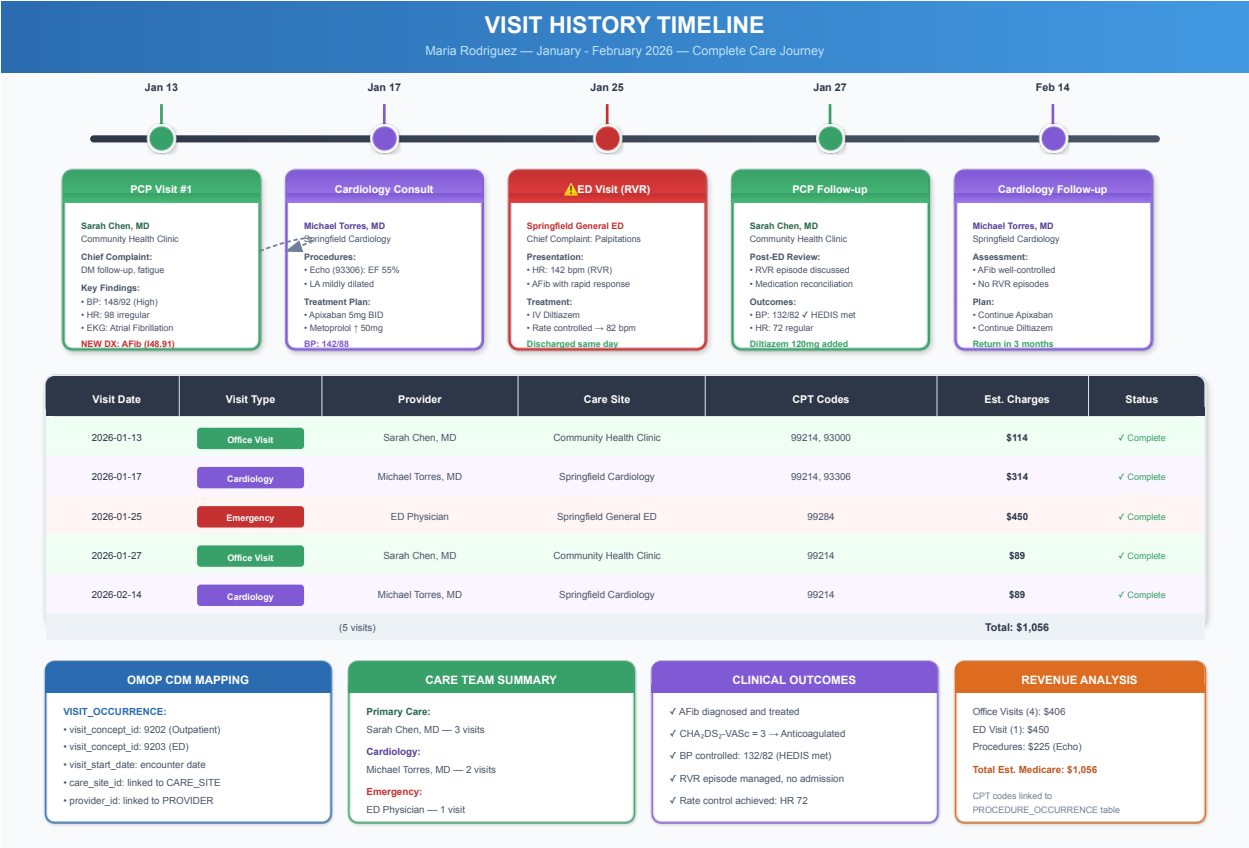 VISIT HISTORY TIMELINE
Maria Rodriguez — January - February 2026 — Complete Care Journey
Jan 13
Jan 17
Jan 25
Jan 27
Feb 14
PCP Visit #1
Sarah Chen, MD
Community Health Clinic
Chief Complaint:
DM follow-up, fatigue
Key Findings:
• BP: 148/92 (High)
• HR: 98 irregular
• EKG: Atrial Fibrillation
NEW DX: AFib (I48.91)
Cardiology Consult
Michael Torres, MD
Springfield Cardiology
Procedures:
• Echo (93306): EF 55%
• LA mildly dilated
Treatment Plan:
• Apixaban 5mg BID
• Metoprolol ↑ 50mg
BP: 142/88
⚠️ED Visit (RVR)
Springfield General ED
Chief Complaint: Palpitations
Presentation:
• HR: 142 bpm (RVR)
• AFib with rapid response
Treatment:
• IV Diltiazem
• Rate controlled → 82 bpm
Discharged same day
PCP Follow-up
Sarah Chen, MD
Community Health Clinic
Post-ED Review:
• RVR episode discussed
• Medication reconciliation
Outcomes:
• BP: 132/82 ✓ HEDIS met
• HR: 72 regular
Diltiazem 120mg added
Cardiology Follow-up
Michael Torres, MD
Springfield Cardiology
Assessment:
• AFib well-controlled
• No RVR episodes
Plan:
• Continue Apixaban
• Continue Diltiazem
Return in 3 months
Visit Date Visit Type Provider Care Site CPT Codes Est. Charges Status
2026-01-13 Office Visit Sarah Chen, MD Community Health Clinic 99214, 93000 $114 ✓ Complete
2026-01-17 Cardiology Michael Torres, MD Springfield Cardiology 99214, 93306 $314 ✓ Complete
2026-01-25 Emergency ED Physician Springfield General ED 99284 $450 ✓ Complete
2026-01-27 Office Visit Sarah Chen, MD Community Health Clinic 99214 $89 ✓ Complete
2026-02-14 Cardiology Michael Torres, MD Springfield Cardiology 99214 $89 ✓ Complete
(5 visits) Total: $1,056
OMOP CDM MAPPING
VISIT_OCCURRENCE:
• visit_concept_id: 9202 (Outpatient)
• visit_concept_id: 9203 (ED)
• visit_start_date: encounter date
• care_site_id: linked to CARE_SITE
• provider_id: linked to PROVIDER
CARE TEAM SUMMARY
Primary Care:
Sarah Chen, MD — 3 visits
Cardiology:
Michael Torres, MD — 2 visits
Emergency:
ED Physician — 1 visit
CLINICAL OUTCOMES
✓ AFib diagnosed and treated
✓ CHA₂DS₂-VASc = 3 → Anticoagulated
✓ BP controlled: 132/82 (HEDIS met)
✓ RVR episode managed, no admission
✓ Rate control achieved: HR 72
REVENUE ANALYSIS
Office Visits (4): $406
ED Visit (1): $450
Procedures: $225 (Echo)
Total Est. Medicare: $1,056
CPT codes linked to
PROCEDURE_OCCURRENCE table